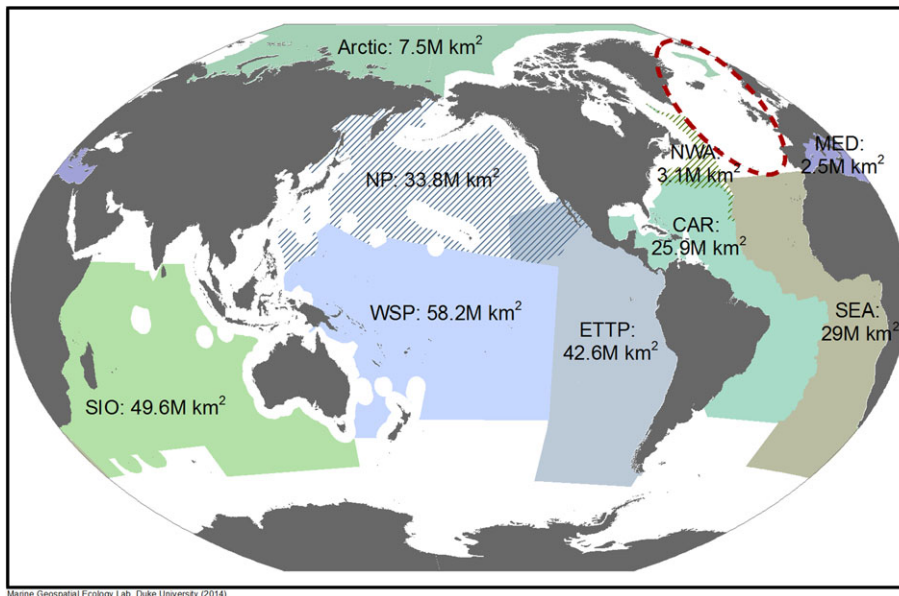 Arctic: 7.5M km²
NWA:
3.1M km²
MED:
2.5M km²
NP: 33.8M km²
CAR:
25.9M km²
WSP: 58.2M km²
ETTP:
42.6M km²
SEA:
29M km²
SIO: 49.6M km²
Marine Geospatial Ecology Lab, Duke University (2014)